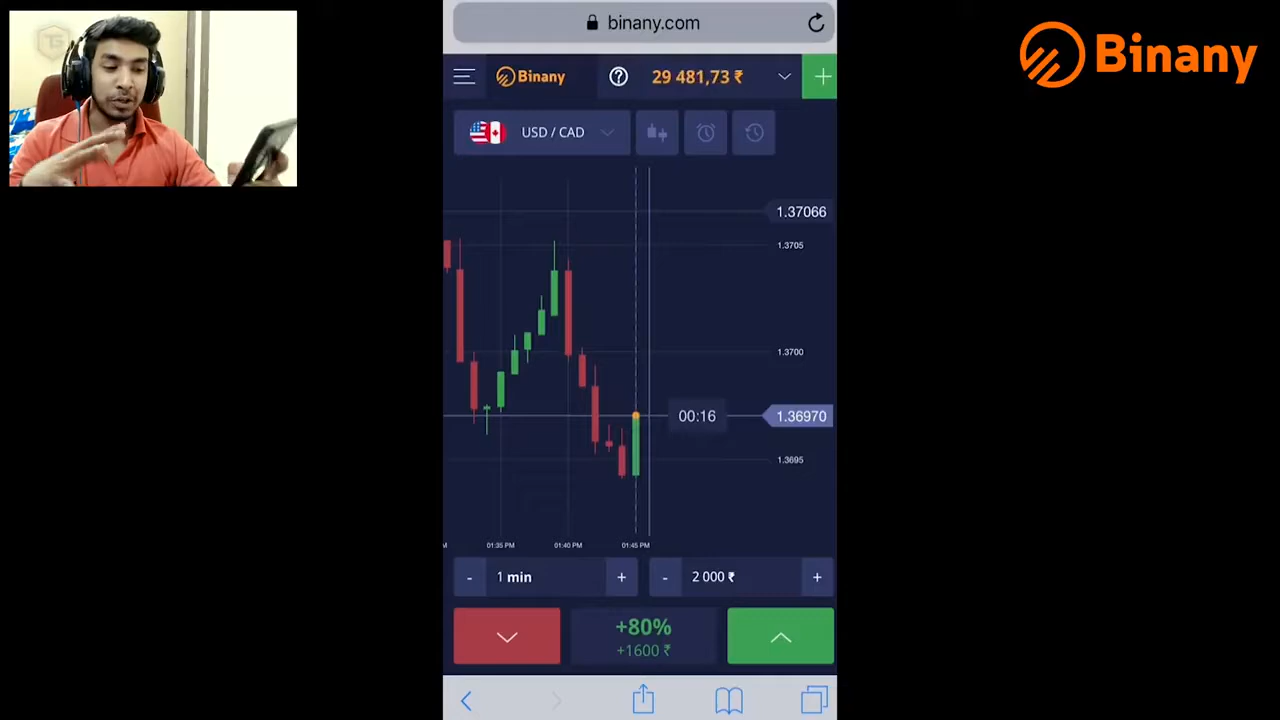 TG
binany.com
Binany
Binany
29 481,73 ₹
USD / CAD
1.37066
1.3705
1.3700
00:16
1.36970
1.3695
M
01:35 PM
01:40 PM
01:45 PM
- 1 min +
- 2 000 ₹ +
+80%
+1600 ₹